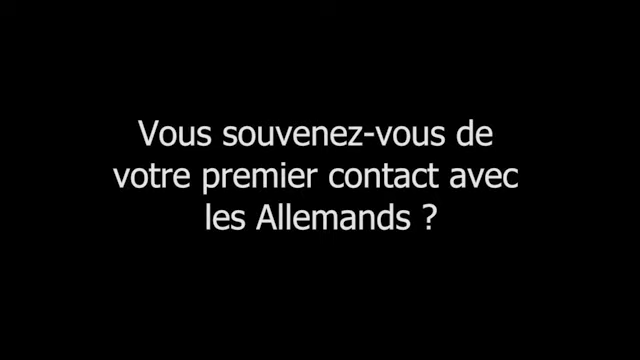 Vous souvenez-vous de
votre premier contact avec
les Allemands ?